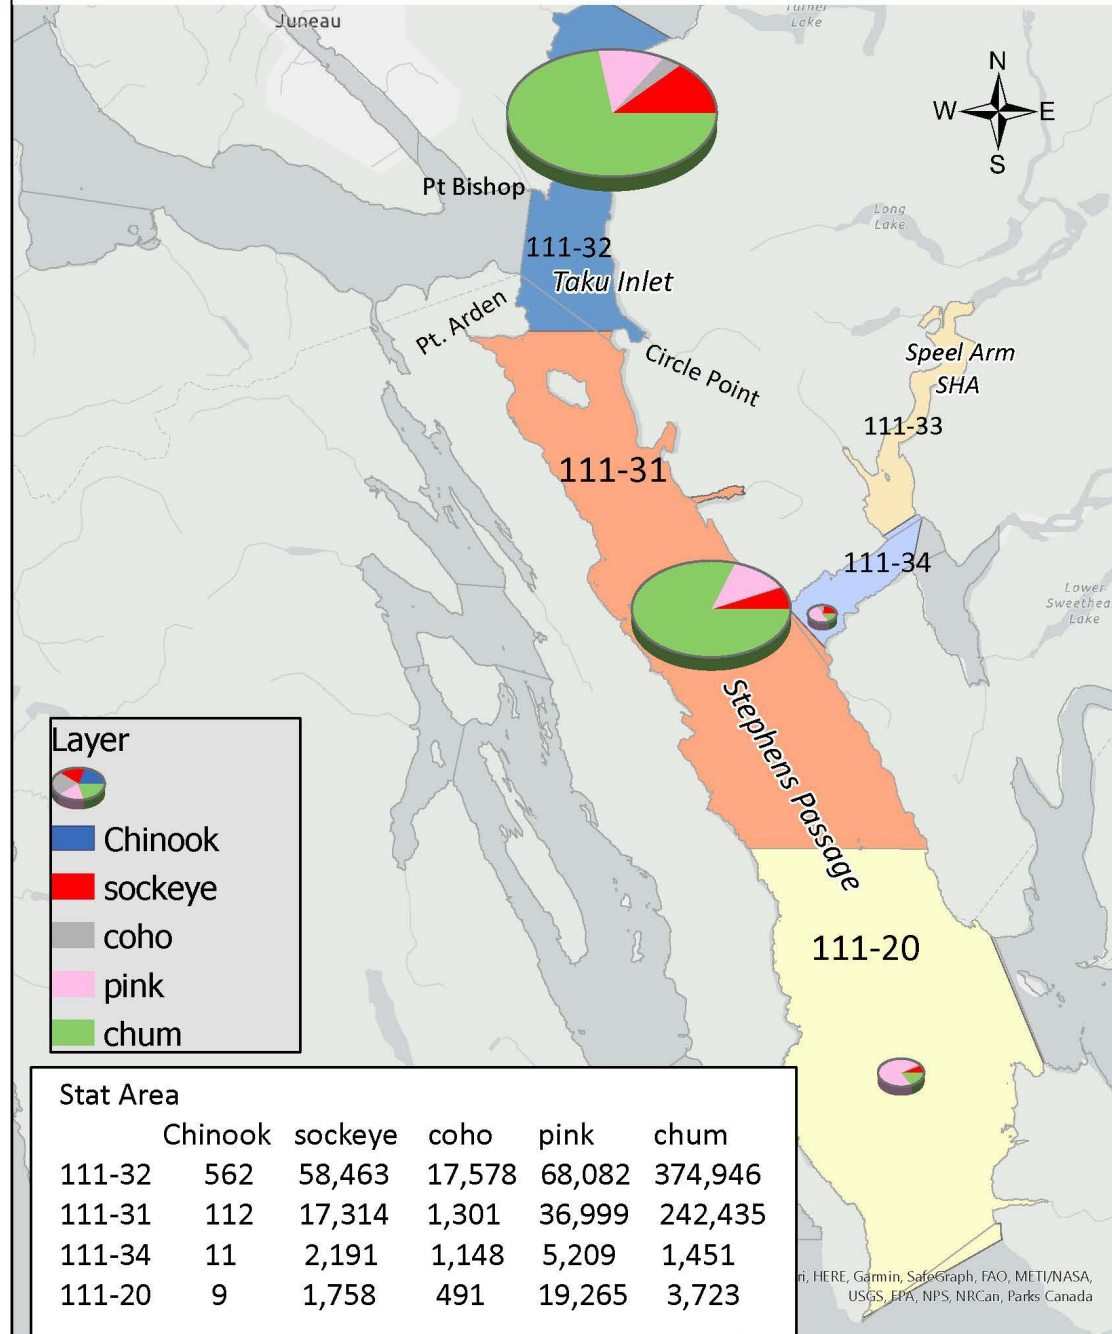 Juneau
Turner
Lake
N
W E
S
Pt Bishop
Long
Lake
111-32
Taku Inlet
Pt. Arden
Circle Point
Speel Arm
SHA
111-33
111-31
111-34
Lower
Sweethea
Lake
Stephens Passage
Layer
Chinook
sockeye
coho
pink
chum
111-20
Stat Area
Chinook sockeye coho pink chum
111-32 562 58,463 17,578 68,082 374,946
111-31 112 17,314 1,301 36,999 242,435
111-34 11 2,191 1,148 5,209 1,451
111-20 9 1,758 491 19,265 3,723
ri, HERE, Garmin, SafeGraph, FAO, METI/NASA,
USGS, EPA, NPS, NRCan, Parks Canada